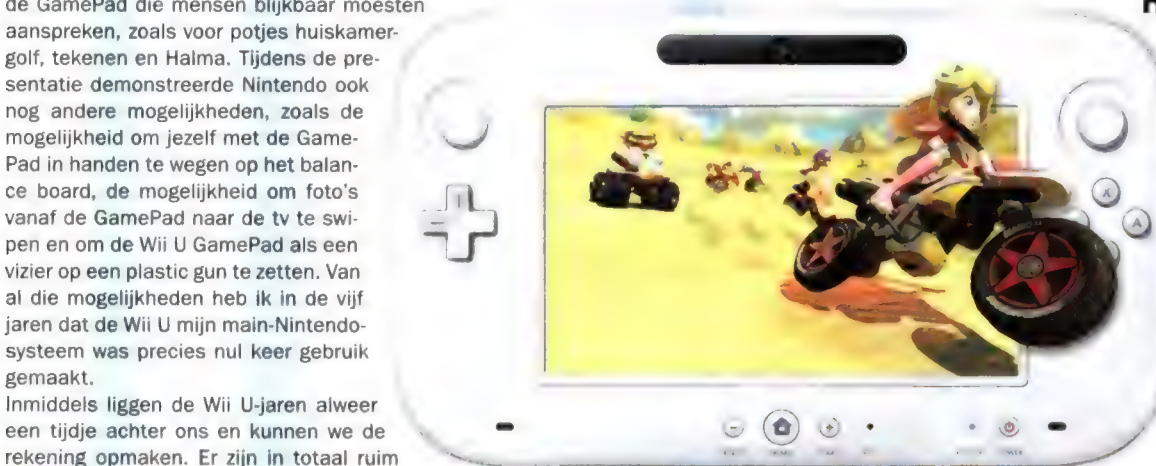 de GamePad die mensen blijkbaar moesten
aanspreken, zoals voor potjes huiskamer-
golf, tekenen en Halma. Tijdens de pre-
sentatie demonstreerde Nintendo ook
nog andere mogelijkheden, zoals de
mogelijkheid om jezelf met de Game-
Pad in handen te wegen op het balan-
ce board, de mogelijkheid om foto's
vanaf de GamePad naar de tv te swi-
pen en om de Wii U GamePad als een
vizier op een plastic gun te zetten. Van
al die mogelijkheden heb ik in de vijf
jaren dat de Wii U mijn main-Nintendo-
systeem was precies nul keer gebruik
gemaakt.
Inmiddels liggen de Wii U-jaren alweer
een tijdje achter ons en kunnen we de
rekening opmaken. Er zijn in totaal ruim
X
A